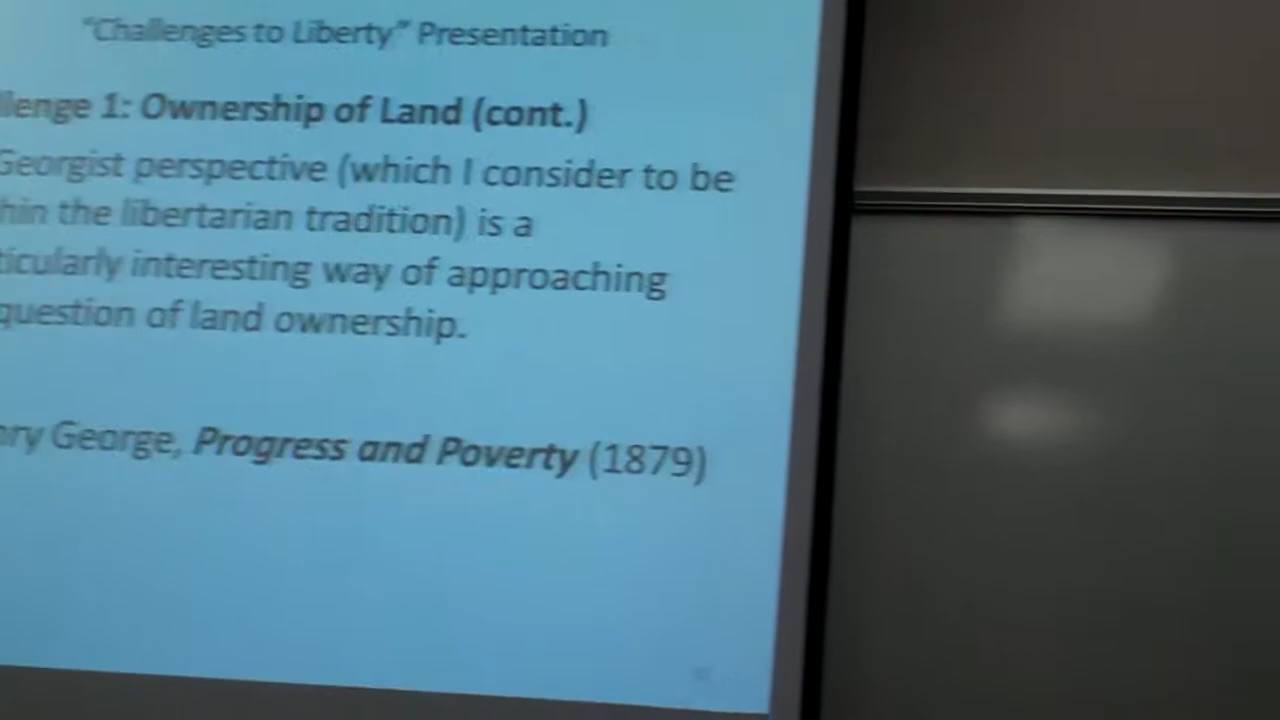 "Challenges to Liberty" Presentation
llenge 1: Ownership of Land (cont.)
Georgist perspective (which I consider to be
hin the libertarian tradition) is a
ticularly interesting way of approaching
question of land ownership.
nry George, Progress and Poverty (1879)